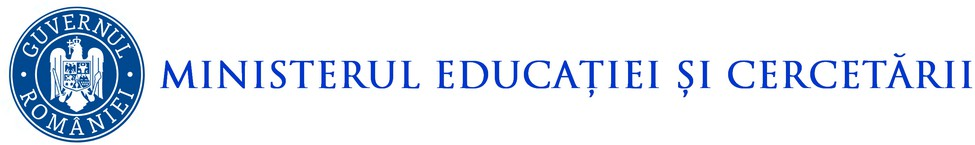 GUVERNUL
ROMÂNIEI
MINISTERUL EDUCAȚIEI ȘI CERCETĂRII